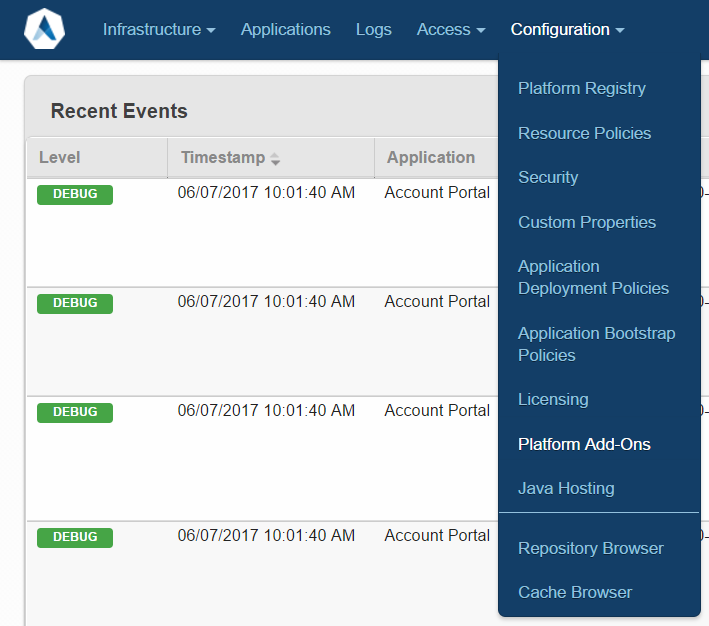 Infrastructure Applications Logs Access Configuration
Recent Events
Level Timestamp Application
DEBUG 06/07/2017 10:01:40 AM Account Portal
DEBUG 06/07/2017 10:01:40 AM Account Portal
DEBUG 06/07/2017 10:01:40 AM Account Portal
DEBUG 06/07/2017 10:01:40 AM Account Portal
Platform Registry
Resource Policies
Security
Custom Properties
Application
Deployment Policies
Application Bootstrap
Policies
Licensing
Platform Add-Ons
Java Hosting
Repository Browser
Cache Browser